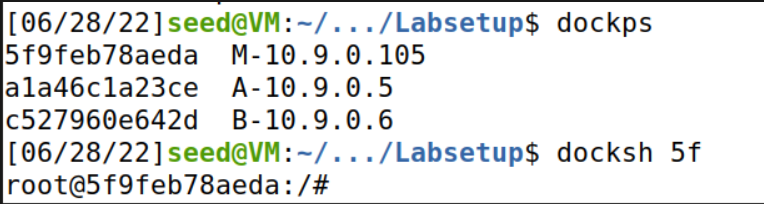 [06/28/22]seed@VM:~/.../Labsetup$ dockps
5f9feb78aeda  M-10.9.0.105
a1a46c1a23ce  A-10.9.0.5
c527960e642d  B-10.9.0.6
[06/28/22]seed@VM:~/.../Labsetup$ docksh 5f
root@5f9feb78aeda:/#